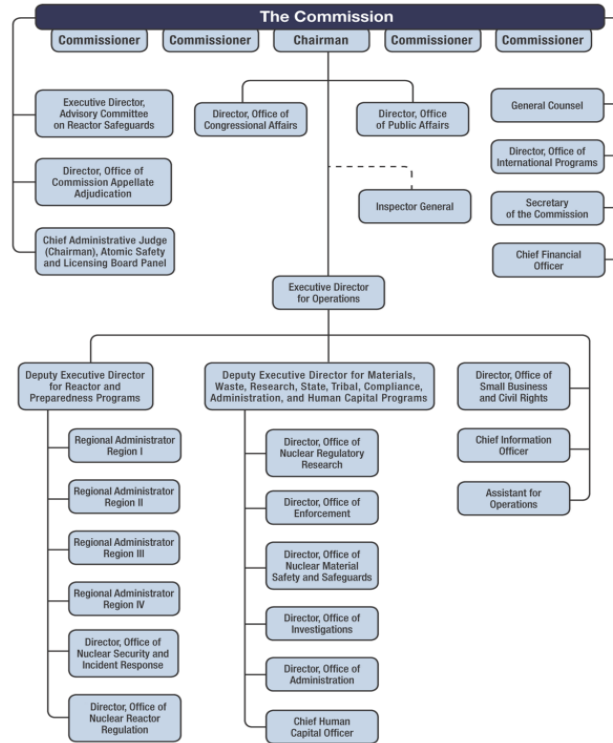 The Commission
Commissioner
Commissioner
Chairman
Commissioner
Commissioner
Executive Director,
Advisory Committee
on Reactor Safeguards
Director, Office of
Congressional Affairs
Director, Office
of Public Affairs
General Counsel
Director, Office of
Commission Appellate
Adjudication
Director, Office of
International Programs
Inspector General
Secretary
of the Commission
Chief Administrative Judge
(Chairman), Atomic Safety
and Licensing Board Panel
Chief Financial
Officer
Executive Director
for Operations
Deputy Executive Director
for Reactor and
Preparedness Programs
Deputy Executive Director for Materials,
Waste, Research, State, Tribal, Compliance,
Administration, and Human Capital Programs
Director, Office of
Small Business
and Civil Rights
Regional Administrator
Region I
Director, Office of
Nuclear Regulatory
Research
Chief Information
Officer
Regional Administrator
Region II
Director, Office of
Enforcement
Assistant for
Operations
Regional Administrator
Region III
Director, Office of
Nuclear Material
Safety and Safeguards
Regional Administrator
Region IV
Director, Office of
Investigations
Director, Office of
Nuclear Security and
Incident Response
Director, Office of
Administration
Director, Office of
Nuclear Reactor
Regulation
Chief Human
Capital Officer